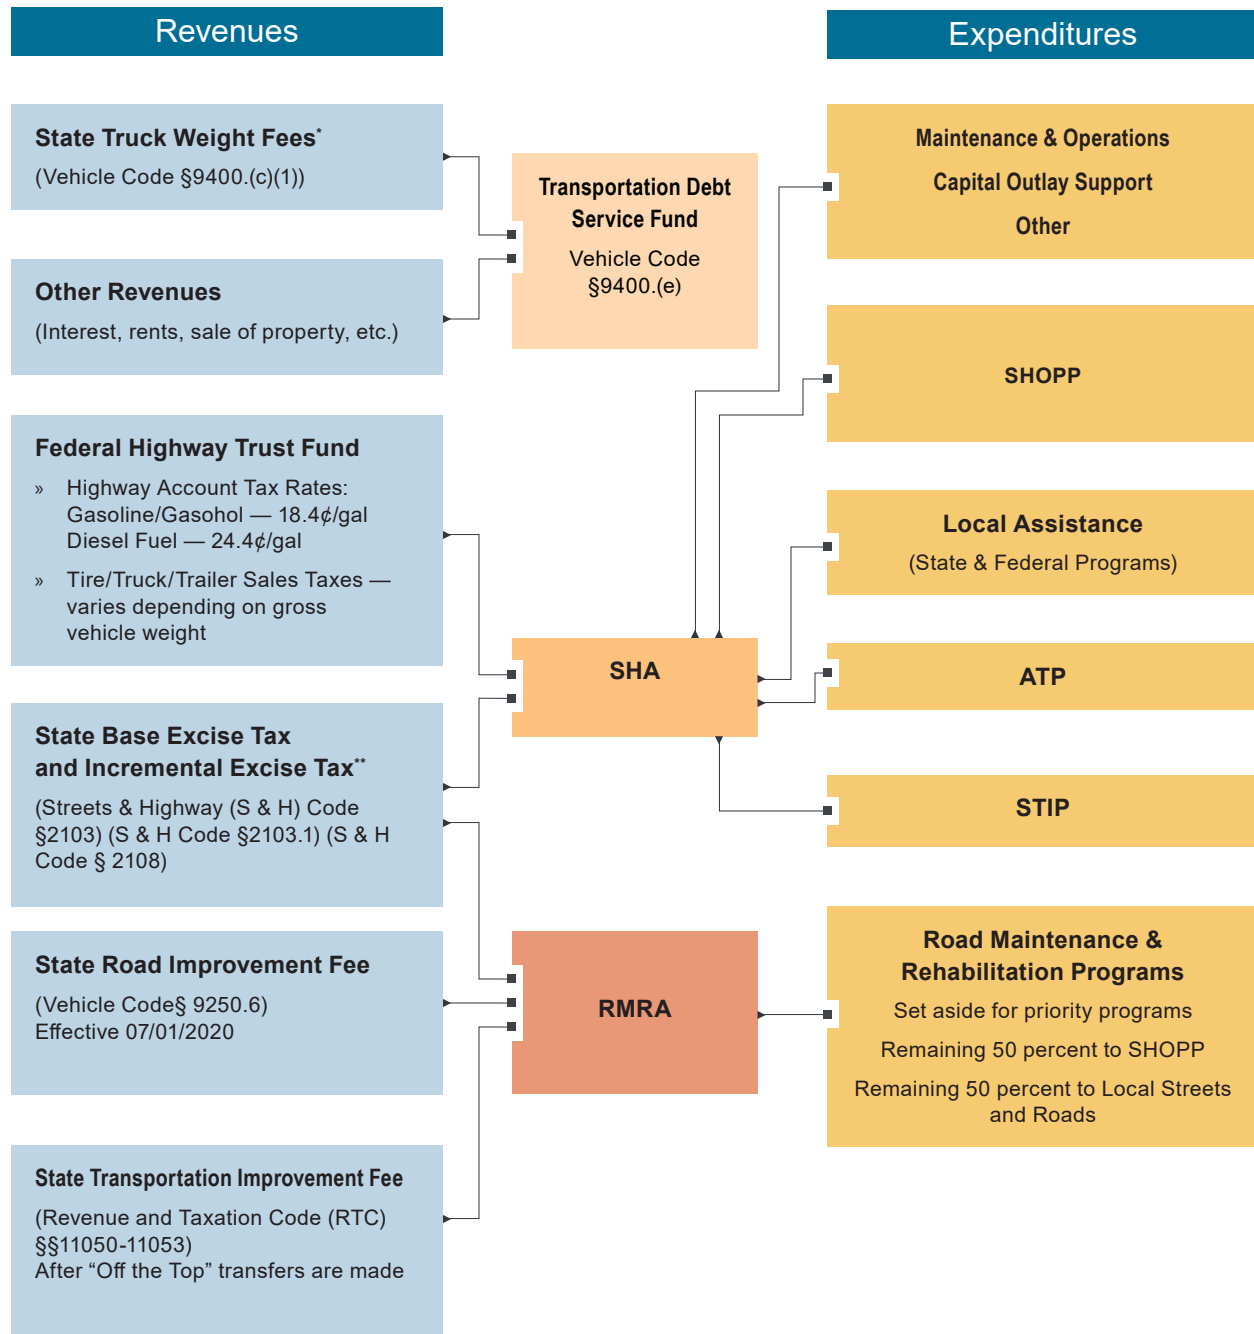 Revenues
State Truck Weight Fees*
(Vehicle Code §9400.(c)(1))
Other Revenues
(Interest, rents, sale of property, etc.)
Federal Highway Trust Fund
» Highway Account Tax Rates:
Gasoline/Gasohol — 18.4¢/gal
Diesel Fuel — 24.4¢/gal
» Tire/Truck/Trailer Sales Taxes —
varies depending on gross
vehicle weight
State Base Excise Tax
and Incremental Excise Tax**
(Streets & Highway (S & H) Code
§2103) (S & H Code §2103.1) (S & H
Code § 2108)
State Road Improvement Fee
(Vehicle Code§ 9250.6)
Effective 07/01/2020
State Transportation Improvement Fee
(Revenue and Taxation Code (RTC)
§§11050-11053)
After “Off the Top” transfers are made
Transportation Debt
Service Fund
Vehicle Code
§9400.(e)
SHA
RMRA
Expenditures
Maintenance & Operations
Capital Outlay Support
Other
SHOPP
Local Assistance
(State & Federal Programs)
ATP
STIP
Road Maintenance &
Rehabilitation Programs
Set aside for priority programs
Remaining 50 percent to SHOPP
Remaining 50 percent to Local Streets
and Roads